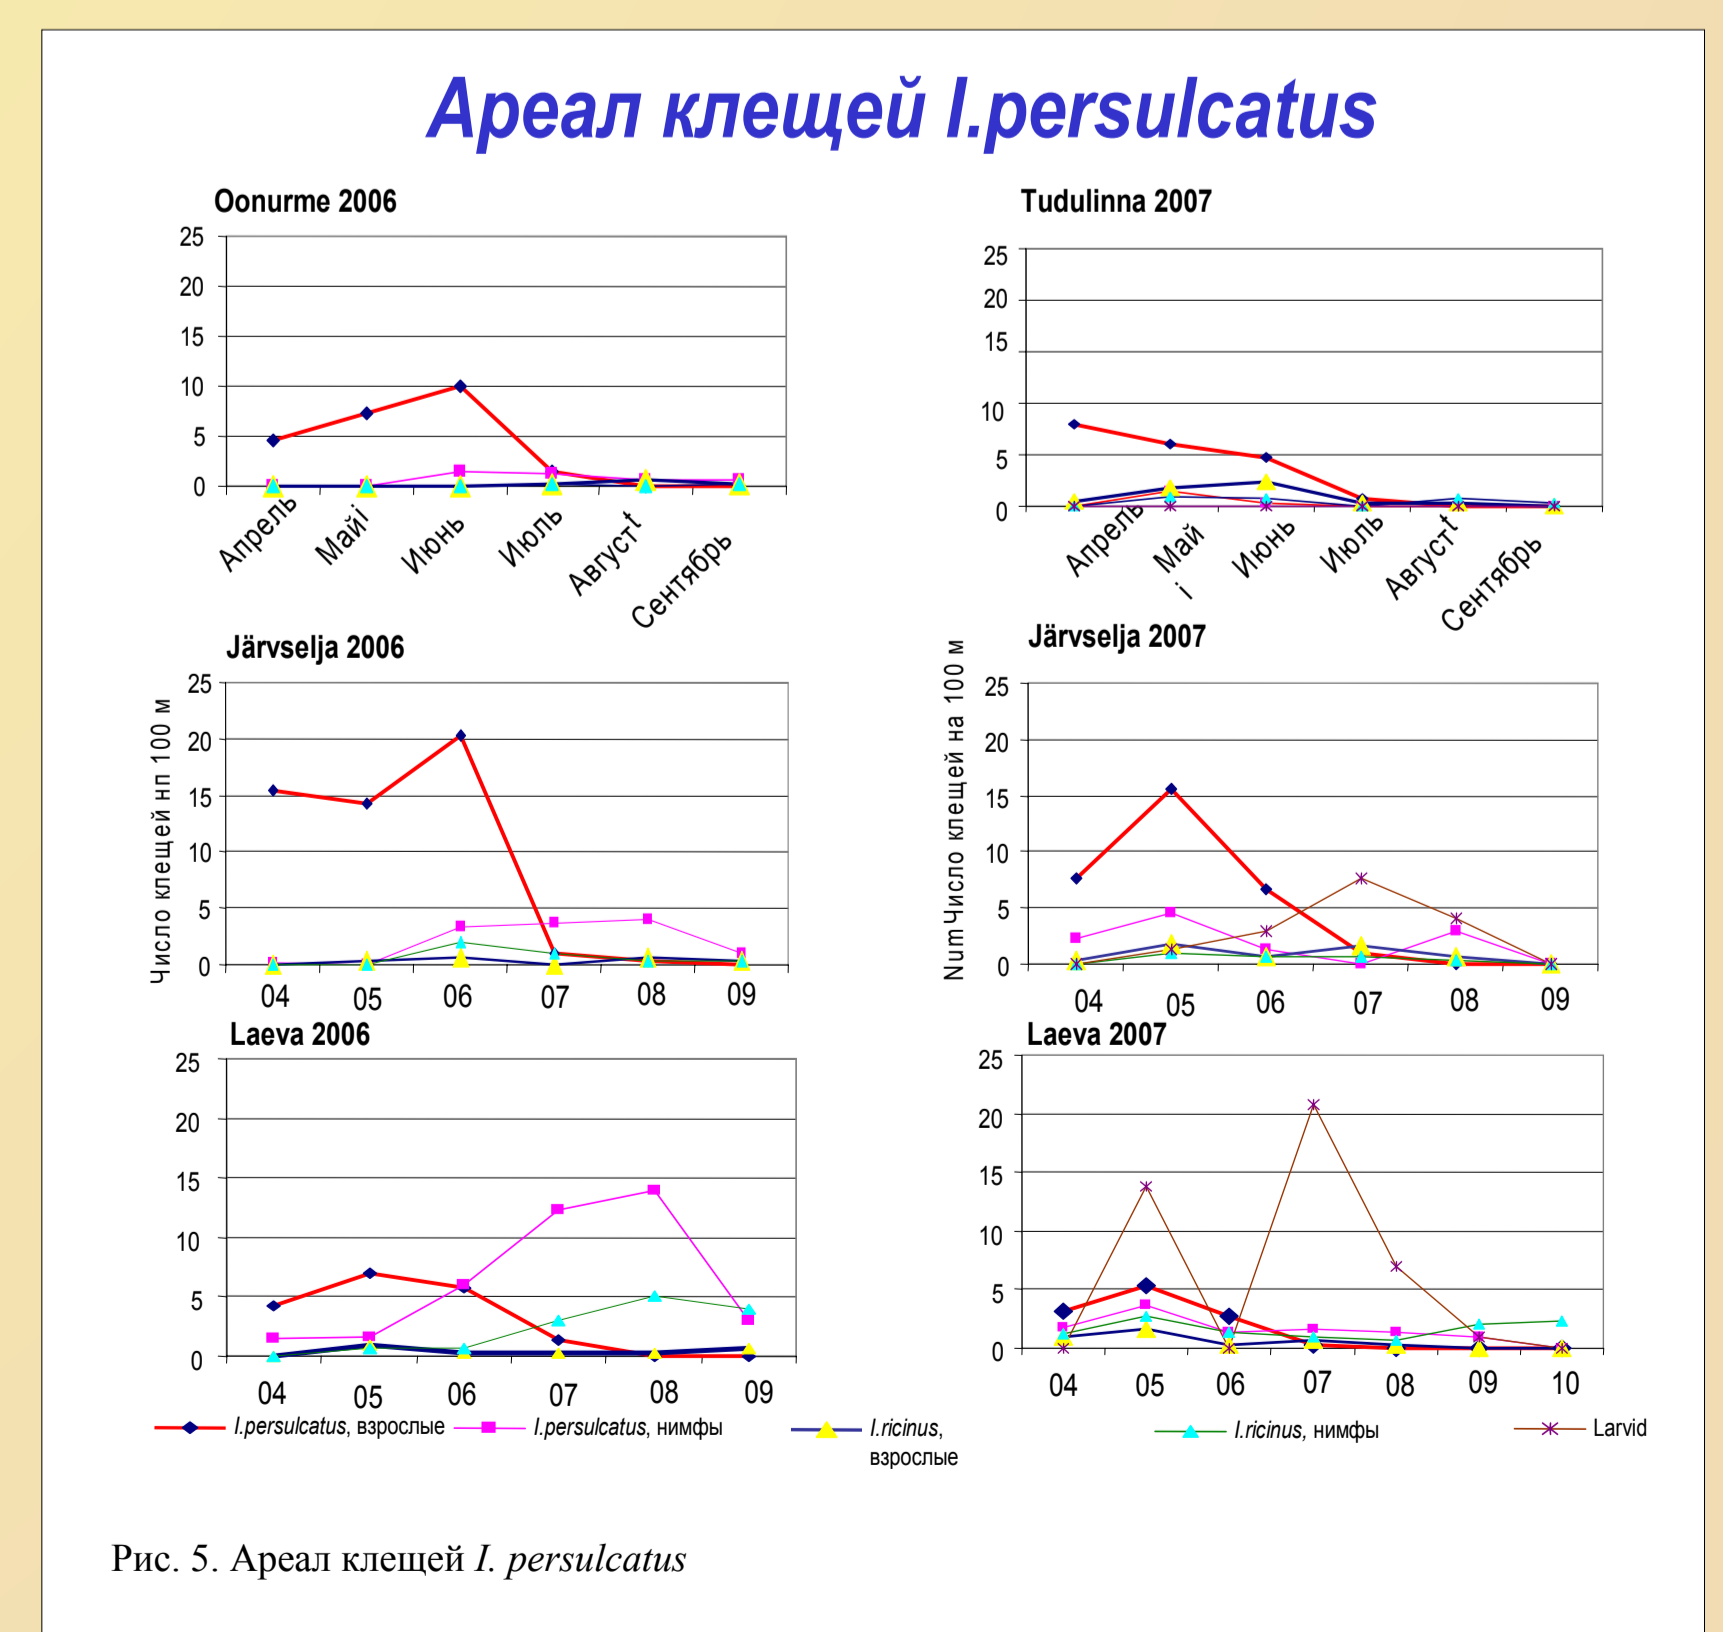 Ареал клещей I.persulcatus
Oonurme 2006
25
20
15
10
5
0
Апрель
Майi
Июнь
Июль
Августt
Сентябрь
Tudulinna 2007
25
20
15
10
5
0
Апрель
Май
i
Июнь
Июль
Августt
Сентябрь
Järvselja 2006
Число клещей нп 100 м
25
20
15
10
5
0
04
05
06
07
08
09
Järvselja 2007
Num Число клещей на 100 м
25
20
15
10
5
0
04
05
06
07
08
09
Laeva 2006
25
20
15
10
5
0
04
05
06
07
08
09
Laeva 2007
25
20
15
10
5
0
04
05
06
07
08
09
10
I.persulcatus, взрослые
I.persulcatus, нимфы
I.ricinus,
взрослые
I.ricinus, нимфы
Larvid
Рис. 5. Ареал клещей I. persulcatus